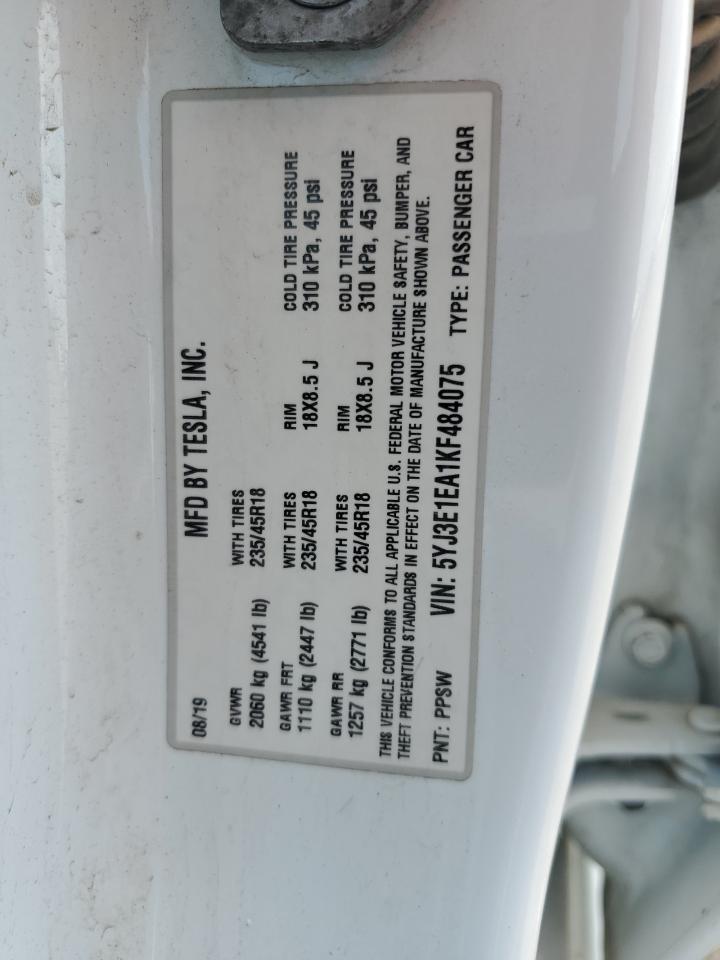 MFD BY TESLA, INC.
08/19
GVWR WITH TIRES
2060 kg (4541 lb) 235/45R18
GAWR FRT WITH TIRES RIM COLD TIRE PRESSURE
1110 kg (2447 lb) 235/45R18 18X8.5 J 310 kPa, 45 psi
GAWR RR WITH TIRES RIM COLD TIRE PRESSURE
1257 kg (2771 lb) 235/45R18 18X8.5 J 310 kPa, 45 psi
THIS VEHICLE CONFORMS TO ALL APPLICABLE U.S. FEDERAL MOTOR VEHICLE SAFETY, BUMPER, AND
THEFT PREVENTION STANDARDS IN EFFECT ON THE DATE OF MANUFACTURE SHOWN ABOVE.
PNT: PPSW VIN: 5YJ3E1EA1KF484075 TYPE: PASSENGER CAR